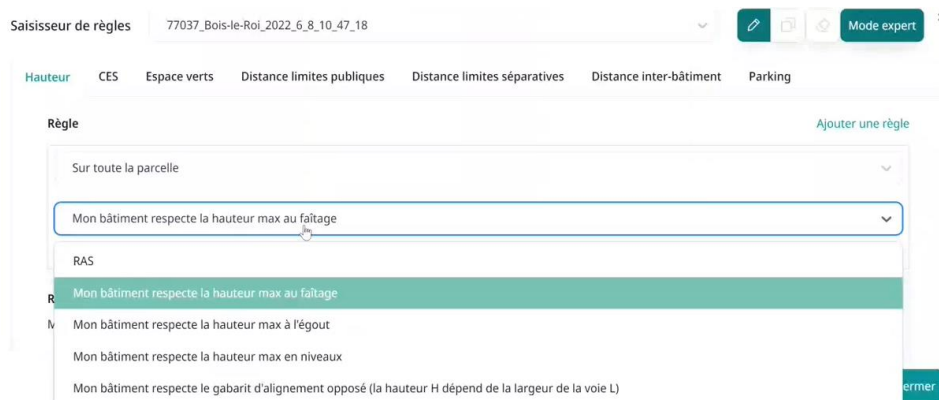 Saisisseur de règles 77037_Bois-le-Roi_2022_6_8_10_47_18 Mode expert
Hauteur CES Espace verts Distance limites publiques Distance limites séparatives Distance inter-bâtiment Parking
Règle Ajouter une règle
Sur toute la parcelle
Mon bâtiment respecte la hauteur max au faîtage
RAS
Mon bâtiment respecte la hauteur max au faîtage
Mon bâtiment respecte la hauteur max à l'égout
Mon bâtiment respecte la hauteur max en niveaux
Mon bâtiment respecte le gabarit d'alignement opposé (la hauteur H dépend de la largeur de la voie L)
ermer